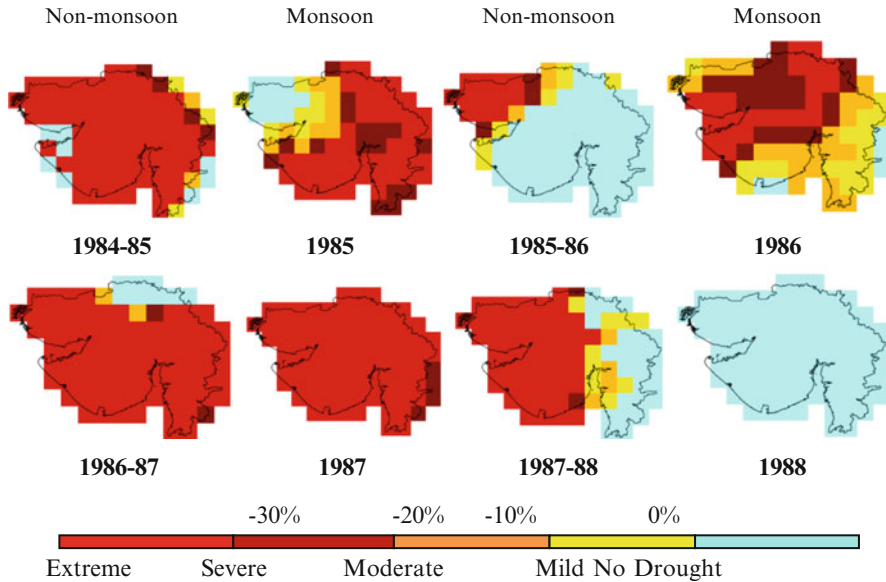 Non-monsoon Monsoon Non-monsoon Monsoon
1984-85 1985 1985-86 1986
1986-87 1987 1987-88 1988
-30% -20% -10% 0%
Extreme Severe Moderate Mild No Drought